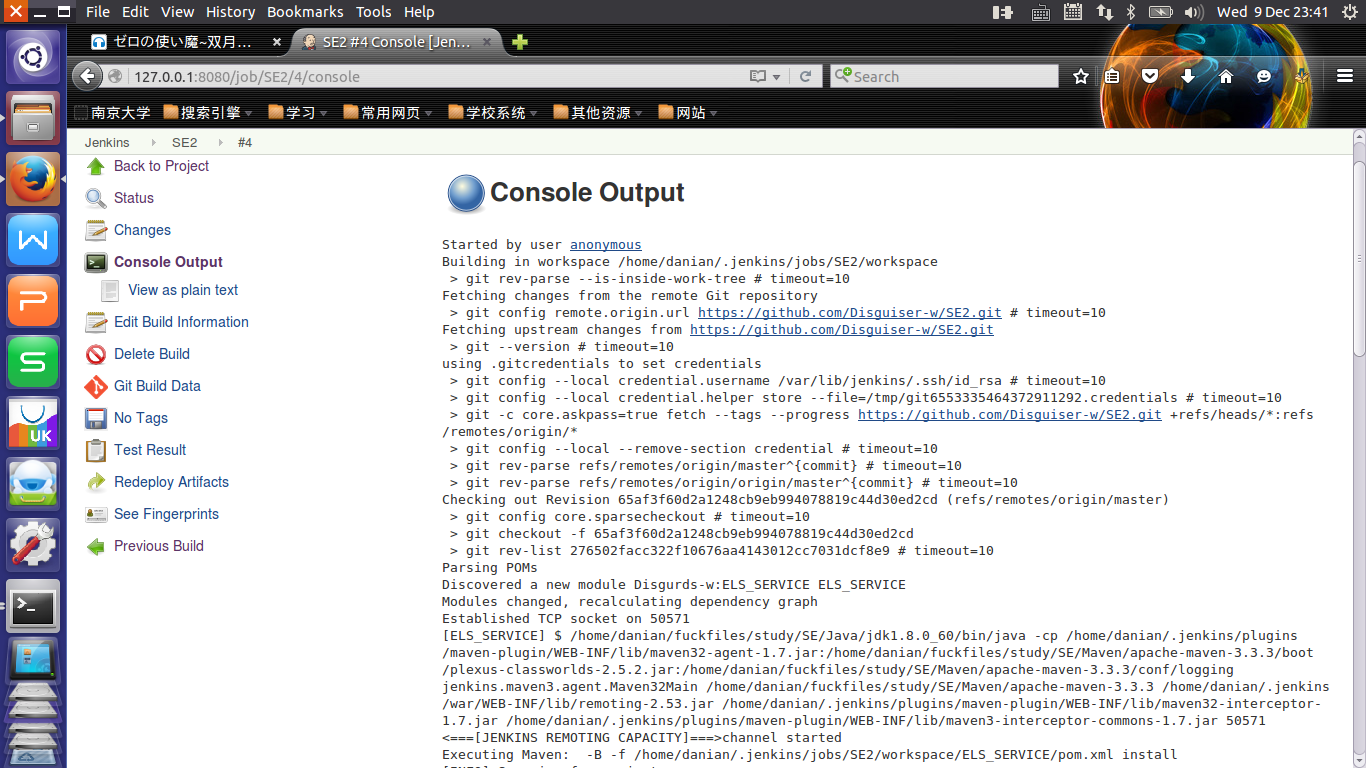 File Edit View History Bookmarks Tools Help
Wed 9 Dec 23:41
ゼロの使い魔~双月...
SE2 #4 Console [Jen...
127.0.0.1:8080/job/SE2/4/console
Search
南京大学 搜索引擎 学习 常用网页 学校系统 其他资源 网站
Jenkins SE2 #4
Back to Project
Status
Changes
Console Output
View as plain text
Edit Build Information
Delete Build
Git Build Data
No Tags
Test Result
Redeploy Artifacts
See Fingerprints
Previous Build
UK
Console Output
Started by user anonymous
Building in workspace /home/danian/.jenkins/jobs/SE2/workspace
> git rev-parse --is-inside-work-tree # timeout=10
Fetching changes from the remote Git repository
> git config remote.origin.url https://github.com/Disguiser-w/SE2.git # timeout=10
Fetching upstream changes from https://github.com/Disguiser-w/SE2.git
> git --version # timeout=10
using .gitcredentials to set credentials
> git config --local credential.username /var/lib/jenkins/.ssh/id_rsa # timeout=10
> git config --local credential.helper store --file=/tmp/git6553335464372911292.credentials # timeout=10
> git -c core.askpass=true fetch --tags --progress https://github.com/Disguiser-w/SE2.git +refs/heads/*:refs
/remotes/origin/*
> git config --local --remove-section credential # timeout=10
> git rev-parse refs/remotes/origin/master^{commit} # timeout=10
> git rev-parse refs/remotes/origin/origin/master^{commit} # timeout=10
Checking out Revision 65af3f60d2a1248cb9eb994078819c44d30ed2cd (refs/remotes/origin/master)
> git config core.sparsecheckout # timeout=10
> git checkout -f 65af3f60d2a1248cb9eb994078819c44d30ed2cd
> git rev-list 276502facc322f10676aa4143012cc7031dcf8e9 # timeout=10
Parsing POMs
Discovered a new module Disgurds-w:ELS_SERVICE ELS_SERVICE
Modules changed, recalculating dependency graph
Established TCP socket on 50571
[ELS_SERVICE] $ /home/danian/fuckfiles/study/SE/Java/jdk1.8.0_60/bin/java -cp /home/danian/.jenkins/plugins
/maven-plugin/WEB-INF/lib/maven32-agent-1.7.jar:/home/danian/fuckfiles/study/SE/Maven/apache-maven-3.3.3/boot
/plexus-classworlds-2.5.2.jar:/home/danian/fuckfiles/study/SE/Maven/apache-maven-3.3.3/conf/logging
jenkins.maven3.agent.Maven32Main /home/danian/fuckfiles/study/SE/Maven/apache-maven-3.3.3 /home/danian/.jenkins
/war/WEB-INF/lib/remoting-2.53.jar /home/danian/.jenkins/plugins/maven-plugin/WEB-INF/lib/maven32-interceptor-
1.7.jar /home/danian/.jenkins/plugins/maven-plugin/WEB-INF/lib/maven3-interceptor-commons-1.7.jar 50571
<===[JENKINS REMOTING CAPACITY]===>channel started
Executing Maven:  -B -f /home/danian/.jenkins/jobs/SE2/workspace/ELS_SERVICE/pom.xml install